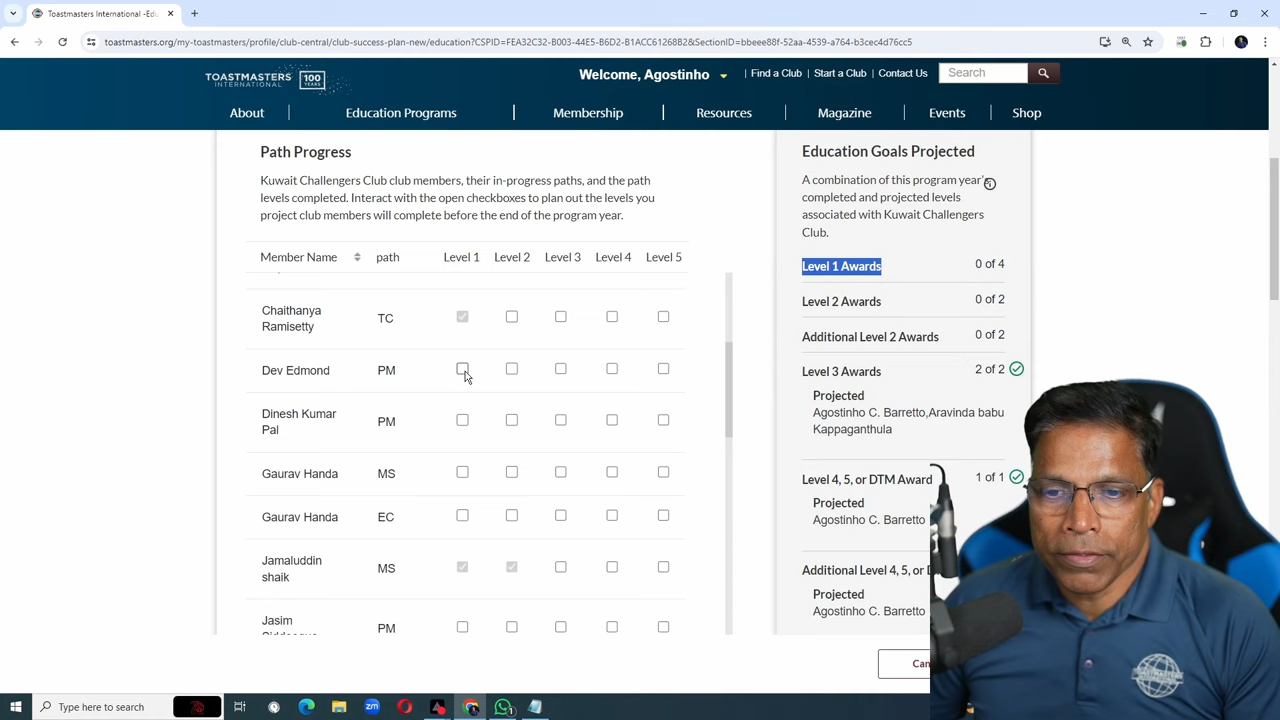 Toastmasters International -Edu
toastmasters.org/my-toastmasters/profile/club-central/club-success-plan-new/education?CSPID=FEA32C32-B003-44E5-B6D2-B1ACC61268B2&SectionID=bbeee88f-52aa-4539-a764-b3cec4d76cc5
TOASTMASTERS
INTERNATIONAL
100
YEARS
Welcome, Agostinho
Find a Club
Start a Club
Contact Us
Search
About
Education Programs
Membership
Resources
Magazine
Events
Shop
Path Progress
Kuwait Challengers Club club members, their in-progress paths, and the path
levels completed. Interact with the open checkboxes to plan out the levels you
project club members will complete before the end of the program year.
Member Name path Level 1 Level 2 Level 3 Level 4 Level 5
Chaithanya
Ramisetty
TC
Dev Edmond PM
Dinesh Kumar
Pal
PM
Gaurav Handa MS
Gaurav Handa EC
Jamaluddin
shaik
MS
Jasim
PM
Education Goals Projected
A combination of this program year's
completed and projected levels
associated with Kuwait Challengers
Club.
Level 1 Awards 0 of 4
Level 2 Awards 0 of 2
Additional Level 2 Awards 0 of 2
Level 3 Awards 2 of 2
Projected
Agostinho C. Barretto,Aravinda babu
Kappaganthula
Level 4, 5, or DTM Award 1 of 1
Projected
Agostinho C. Barretto
Additional Level 4, 5, or D
Projected
Agostinho C. Barretto
Can
Type here to search
TOASTMASTERS
INTERNATIONAL